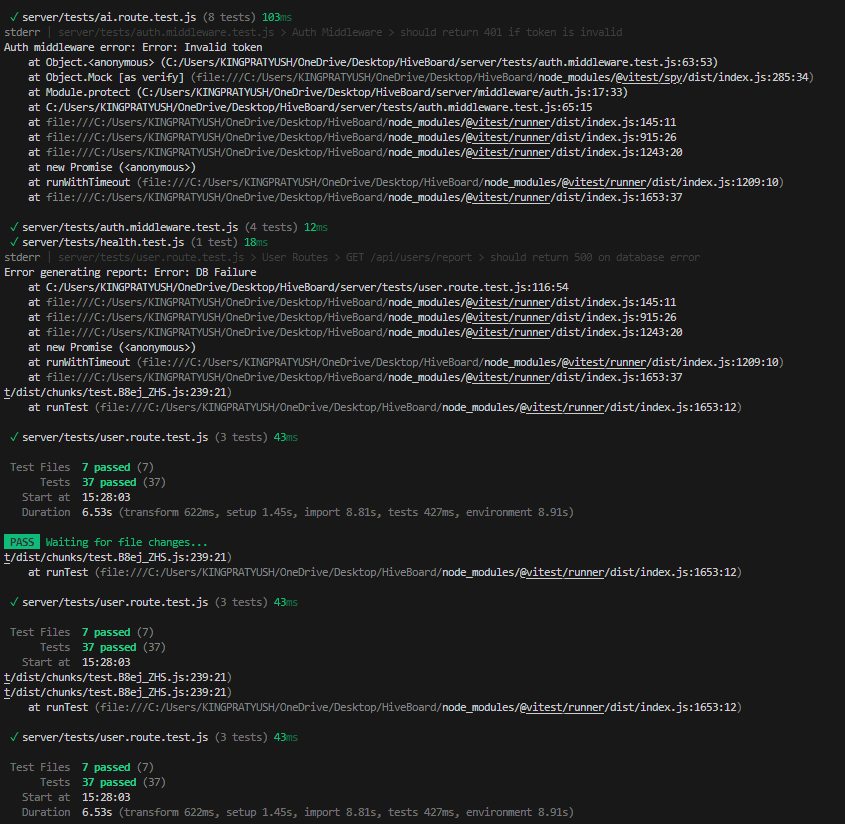 ✓ server/tests/ai.route.test.js (8 tests) 103ms
stderr | server/tests/auth.middleware.test.js > Auth Middleware > should return 401 if token is invalid
Auth middleware error: Error: Invalid token
    at Object.<anonymous> (C:/Users/KINGPRATYUSH/OneDrive/Desktop/HiveBoard/server/tests/auth.middleware.test.js:63:53)
    at Object.Mock [as verify] (file:///C:/Users/KINGPRATYUSH/OneDrive/Desktop/HiveBoard/node_modules/@vitest/spy/dist/index.js:285:34)
    at Module.protect (C:/Users/KINGPRATYUSH/OneDrive/Desktop/HiveBoard/server/middleware/auth.js:17:33)
    at C:/Users/KINGPRATYUSH/OneDrive/Desktop/HiveBoard/server/tests/auth.middleware.test.js:65:15
    at file:///C:/Users/KINGPRATYUSH/OneDrive/Desktop/HiveBoard/node_modules/@vitest/runner/dist/index.js:145:11
    at file:///C:/Users/KINGPRATYUSH/OneDrive/Desktop/HiveBoard/node_modules/@vitest/runner/dist/index.js:915:26
    at file:///C:/Users/KINGPRATYUSH/OneDrive/Desktop/HiveBoard/node_modules/@vitest/runner/dist/index.js:1243:20
    at new Promise (<anonymous>)
    at runWithTimeout (file:///C:/Users/KINGPRATYUSH/OneDrive/Desktop/HiveBoard/node_modules/@vitest/runner/dist/index.js:1209:10)
    at file:///C:/Users/KINGPRATYUSH/OneDrive/Desktop/HiveBoard/node_modules/@vitest/runner/dist/index.js:1653:37
✓ server/tests/auth.middleware.test.js (4 tests) 12ms
✓ server/tests/health.test.js (1 test) 18ms
stderr | server/tests/user.route.test.js > User Routes > GET /api/users/report > should return 500 on database error
Error generating report: Error: DB Failure
    at C:/Users/KINGPRATYUSH/OneDrive/Desktop/HiveBoard/server/tests/user.route.test.js:116:54
    at file:///C:/Users/KINGPRATYUSH/OneDrive/Desktop/HiveBoard/node_modules/@vitest/runner/dist/index.js:145:11
    at file:///C:/Users/KINGPRATYUSH/OneDrive/Desktop/HiveBoard/node_modules/@vitest/runner/dist/index.js:915:26
    at file:///C:/Users/KINGPRATYUSH/OneDrive/Desktop/HiveBoard/node_modules/@vitest/runner/dist/index.js:1243:20
    at new Promise (<anonymous>)
    at runWithTimeout (file:///C:/Users/KINGPRATYUSH/OneDrive/Desktop/HiveBoard/node_modules/@vitest/runner/dist/index.js:1209:10)
    at file:///C:/Users/KINGPRATYUSH/OneDrive/Desktop/HiveBoard/node_modules/@vitest/runner/dist/index.js:1653:37
t/dist/chunks/test.B8ej_ZHS.js:239:21)
    at runTest (file:///C:/Users/KINGPRATYUSH/OneDrive/Desktop/HiveBoard/node_modules/@vitest/runner/dist/index.js:1653:12)
✓ server/tests/user.route.test.js (3 tests) 43ms
Test Files  7 passed (7)
Tests  37 passed (37)
Start at  15:28:03
Duration  6.53s (transform 622ms, setup 1.45s, import 8.81s, tests 427ms, environment 8.91s)
PASS Waiting for file changes...
t/dist/chunks/test.B8ej_ZHS.js:239:21)
    at runTest (file:///C:/Users/KINGPRATYUSH/OneDrive/Desktop/HiveBoard/node_modules/@vitest/runner/dist/index.js:1653:12)
✓ server/tests/user.route.test.js (3 tests) 43ms
Test Files  7 passed (7)
Tests  37 passed (37)
Start at  15:28:03
t/dist/chunks/test.B8ej_ZHS.js:239:21)
t/dist/chunks/test.B8ej_ZHS.js:239:21)
    at runTest (file:///C:/Users/KINGPRATYUSH/OneDrive/Desktop/HiveBoard/node_modules/@vitest/runner/dist/index.js:1653:12)
✓ server/tests/user.route.test.js (3 tests) 43ms
Test Files  7 passed (7)
Tests  37 passed (37)
Start at  15:28:03
Duration  6.53s (transform 622ms, setup 1.45s, import 8.81s, tests 427ms, environment 8.91s)